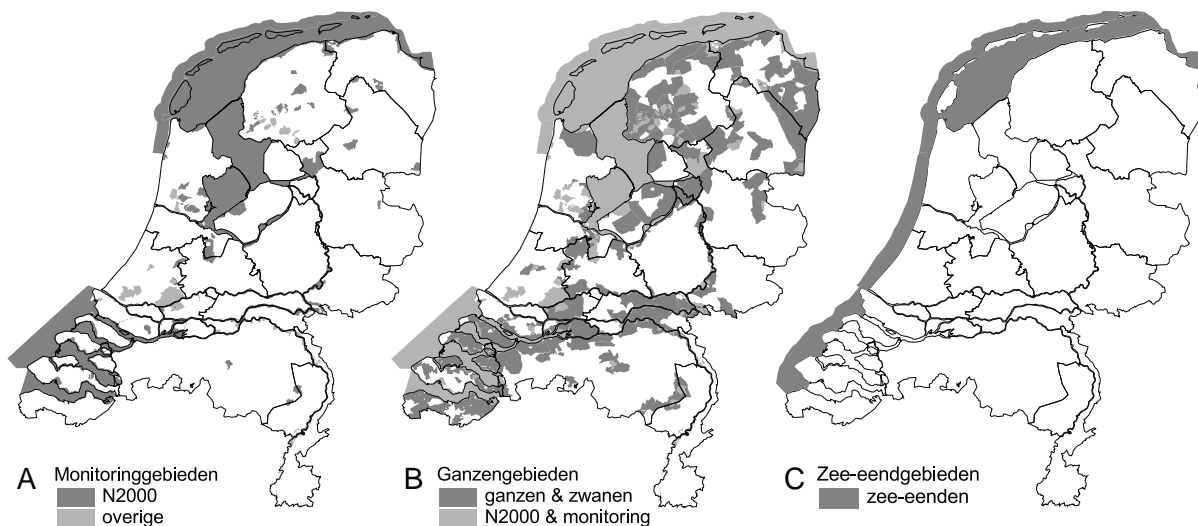 A Monitoringgebieden
N2000
overige
B Ganzengebieden
ganzen & zwanen
N2000 & monitoring
C Zee-eendgebieden
zee-eenden